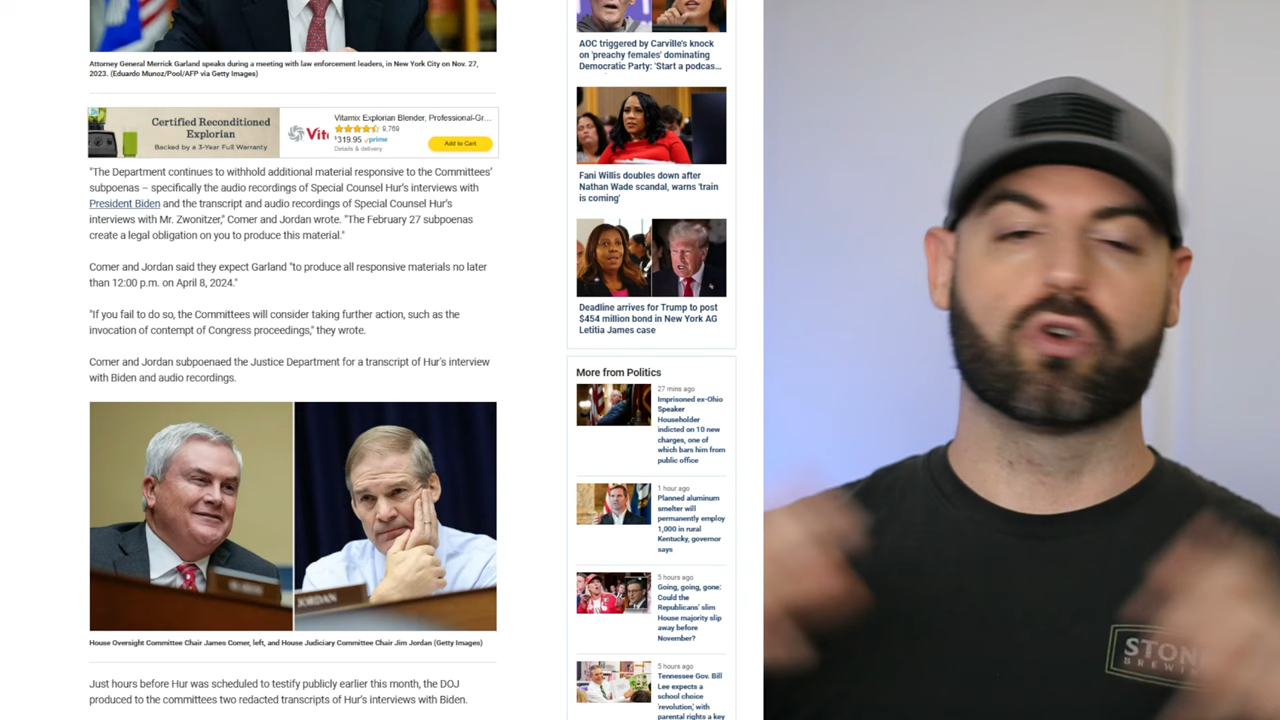 Attorney General Merrick Garland speaks during a meeting with law enforcement leaders, in New York City on Nov. 27,
2023. (Eduardo Munoz/Pool/AFP via Getty Images)
Certified Reconditioned
Explorian
Backed by a 3-Year Full Warranty
Vit
Vitamix Explorian Blender, Professional-Gr...
9,769
$319.95 prime
Details & delivery
Add to Cart
"The Department continues to withhold additional material responsive to the Committees'
subpoenas – specifically the audio recordings of Special Counsel Hur's interviews with
President Biden and the transcript and audio recordings of Special Counsel Hur's
interviews with Mr. Zwonitzer," Comer and Jordan wrote. "The February 27 subpoenas
create a legal obligation on you to produce this material."
Comer and Jordan said they expect Garland "to produce all responsive materials no later
than 12:00 p.m. on April 8, 2024."
"If you fail to do so, the Committees will consider taking further action, such as the
invocation of contempt of Congress proceedings," they wrote.
Comer and Jordan subpoenaed the Justice Department for a transcript of Hur's interview
with Biden and audio recordings.
JORDAN
House Oversight Committee Chair James Comer, left, and House Judiciary Committee Chair Jim Jordan (Getty Images)
Just hours before Hur was scheduled to testify publicly earlier this month, the DOJ
produced to the committees two redacted transcripts of Hur's interviews with Biden.
AOC triggered by Carville's knock
on 'preachy females' dominating
Democratic Party: 'Start a podcas...
Fani Willis doubles down after
Nathan Wade scandal, warns 'train
is coming'
Deadline arrives for Trump to post
$454 million bond in New York AG
Letitia James case
More from Politics
27 mins ago
Imprisoned ex-Ohio
Speaker
Householder
indicted on 10 new
charges, one of
which bars him from
public office
1 hour ago
Planned aluminum
smelter will
permanently employ
1,000 in rural
Kentucky, governor
says
5 hours ago
Going, going, gone:
Could the
Republicans' slim
House majority slip
away before
November?
5 hours ago
Tennessee Gov. Bill
Lee expects a
school choice
'revolution,' with
parental rights a key
STON
BREWI